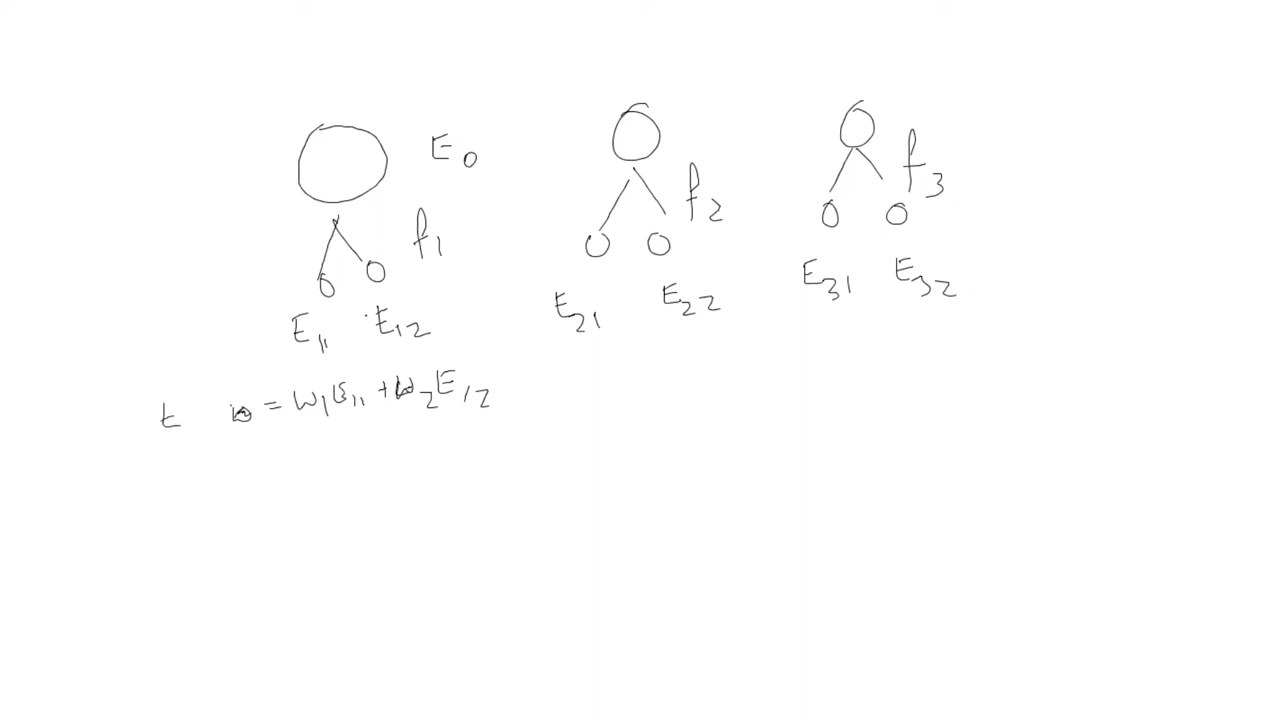 E0
f1
f2
f3
E11 E12
E21 E22
E31 E32
t = W1E11 + W2E12